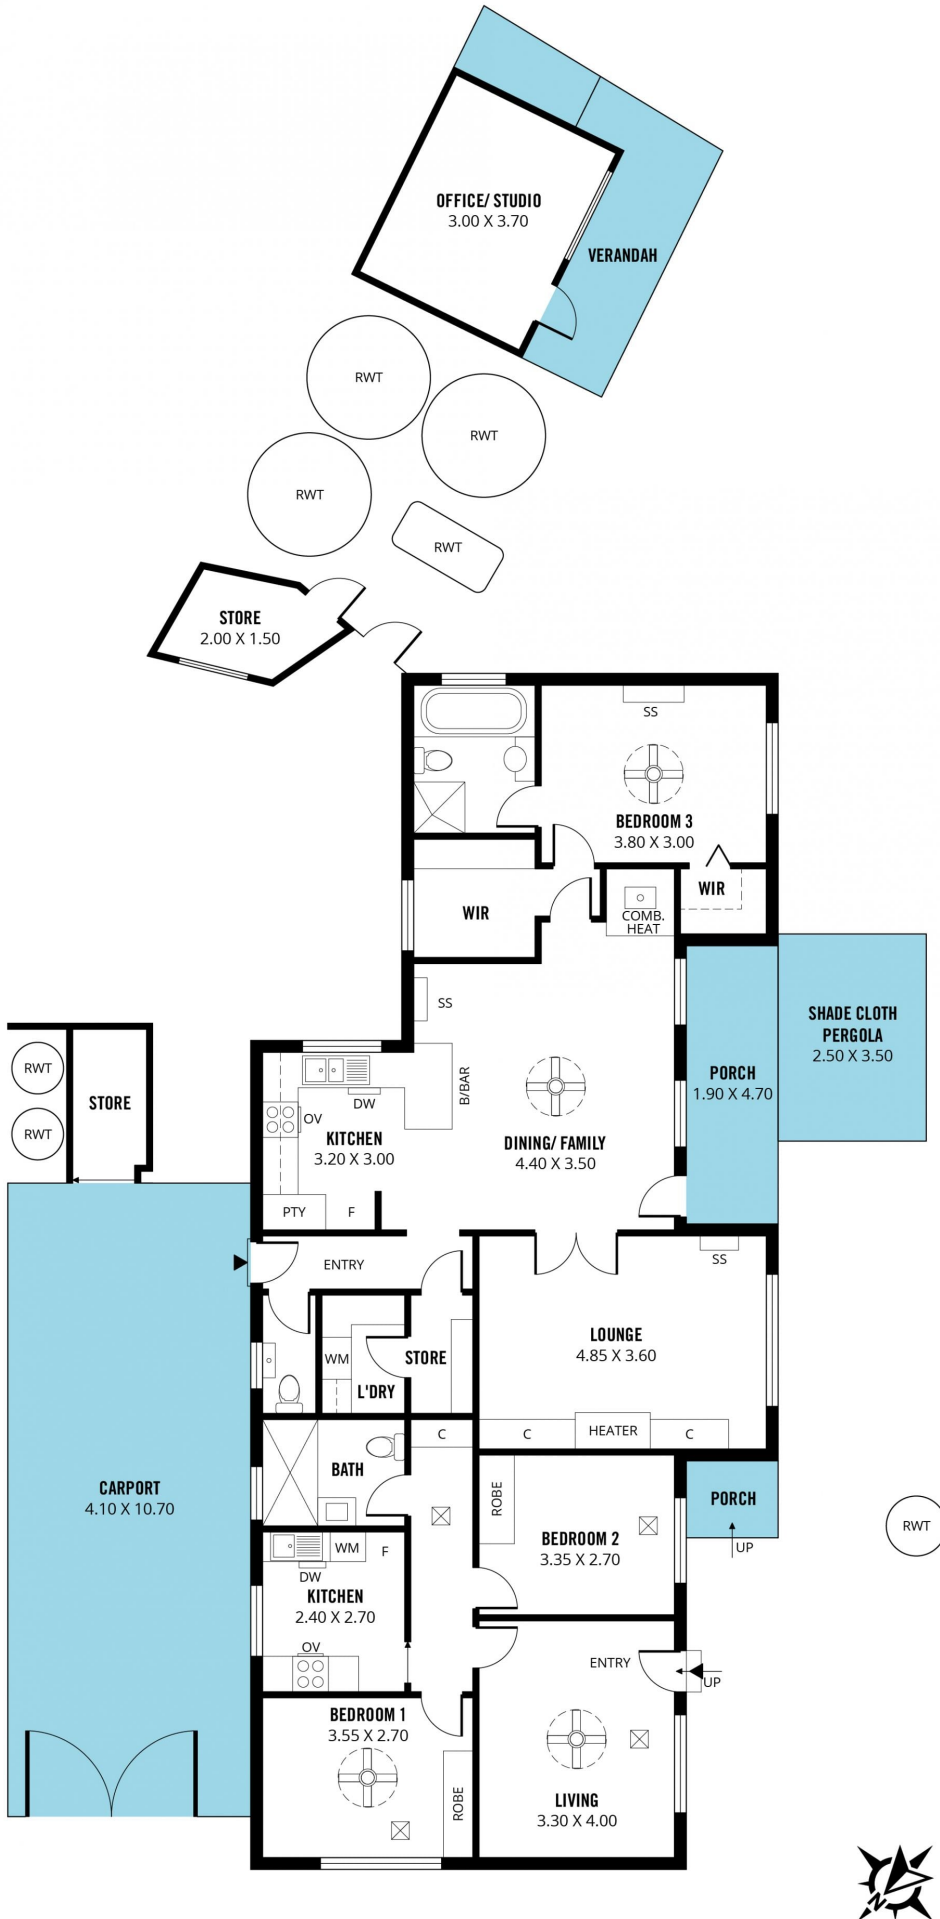 OFFICE/ STUDIO
3.00 X 3.70
VERANDAH
RWT
RWT
RWT
RWT
STORE
2.00 X 1.50
SS
BEDROOM 3
3.80 X 3.00
WIR
WIR
COMB.
HEAT
SS
SHADE CLOTH
PERGOLA
2.50 X 3.50
PORCH
1.90 X 4.70
RWT
RWT
STORE
B/BAR
DW
OV
KITCHEN
3.20 X 3.00
DINING/ FAMILY
4.40 X 3.50
PTY
F
ENTRY
SS
LOUNGE
4.85 X 3.60
WM
STORE
L'DRY
C
HEATER
C
C
BATH
CARPORT
4.10 X 10.70
ROBE
PORCH
UP
RWT
BEDROOM 2
3.35 X 2.70
WM
F
DW
KITCHEN
2.40 X 2.70
OV
ENTRY
UP
BEDROOM 1
3.55 X 2.70
ROBE
LIVING
3.30 X 4.00
N